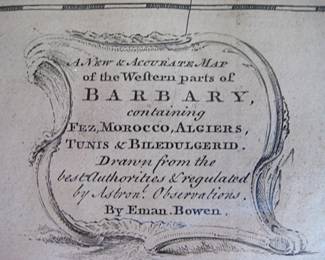 A New & Accurate Map
of the Western parts of
BARBARY,
containing
Fez, Morocco, Algiers,
Tunis & Biledulgerid.
Drawn from the
best Authorities & regulated
by Astron.l Observations.
By Eman. Bowen.